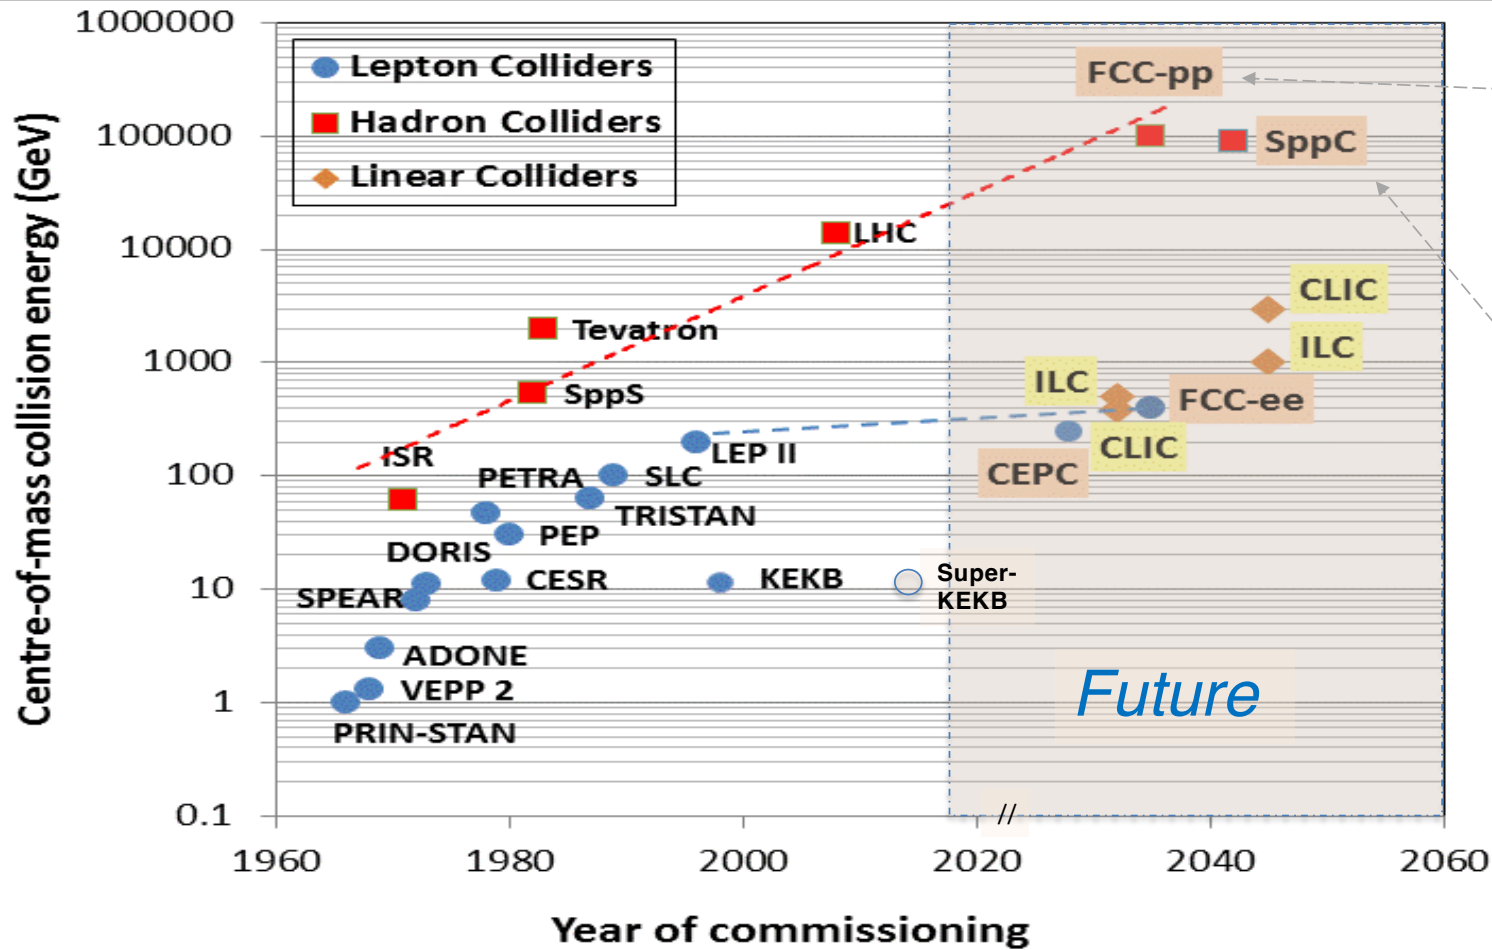 Centre-of-mass collision energy (GeV)
1000000
100000
10000
1000
100
10
1
0.1
Lepton Colliders
Hadron Colliders
Linear Colliders
FCC-pp
SppC
LHC
CLIC
Tevatron
ILC
ILC
SppS
FCC-ee
LEP II
CLIC
ISR
CEPC
PETRA
SLC
TRISTAN
PEP
DORIS
CESR
KEKB
Super-
KEKB
SPEAR
ADONE
VEPP 2
PRIN-STAN
Future
//
1960
1980
2000
2020
2040
2060
Year of commissioning